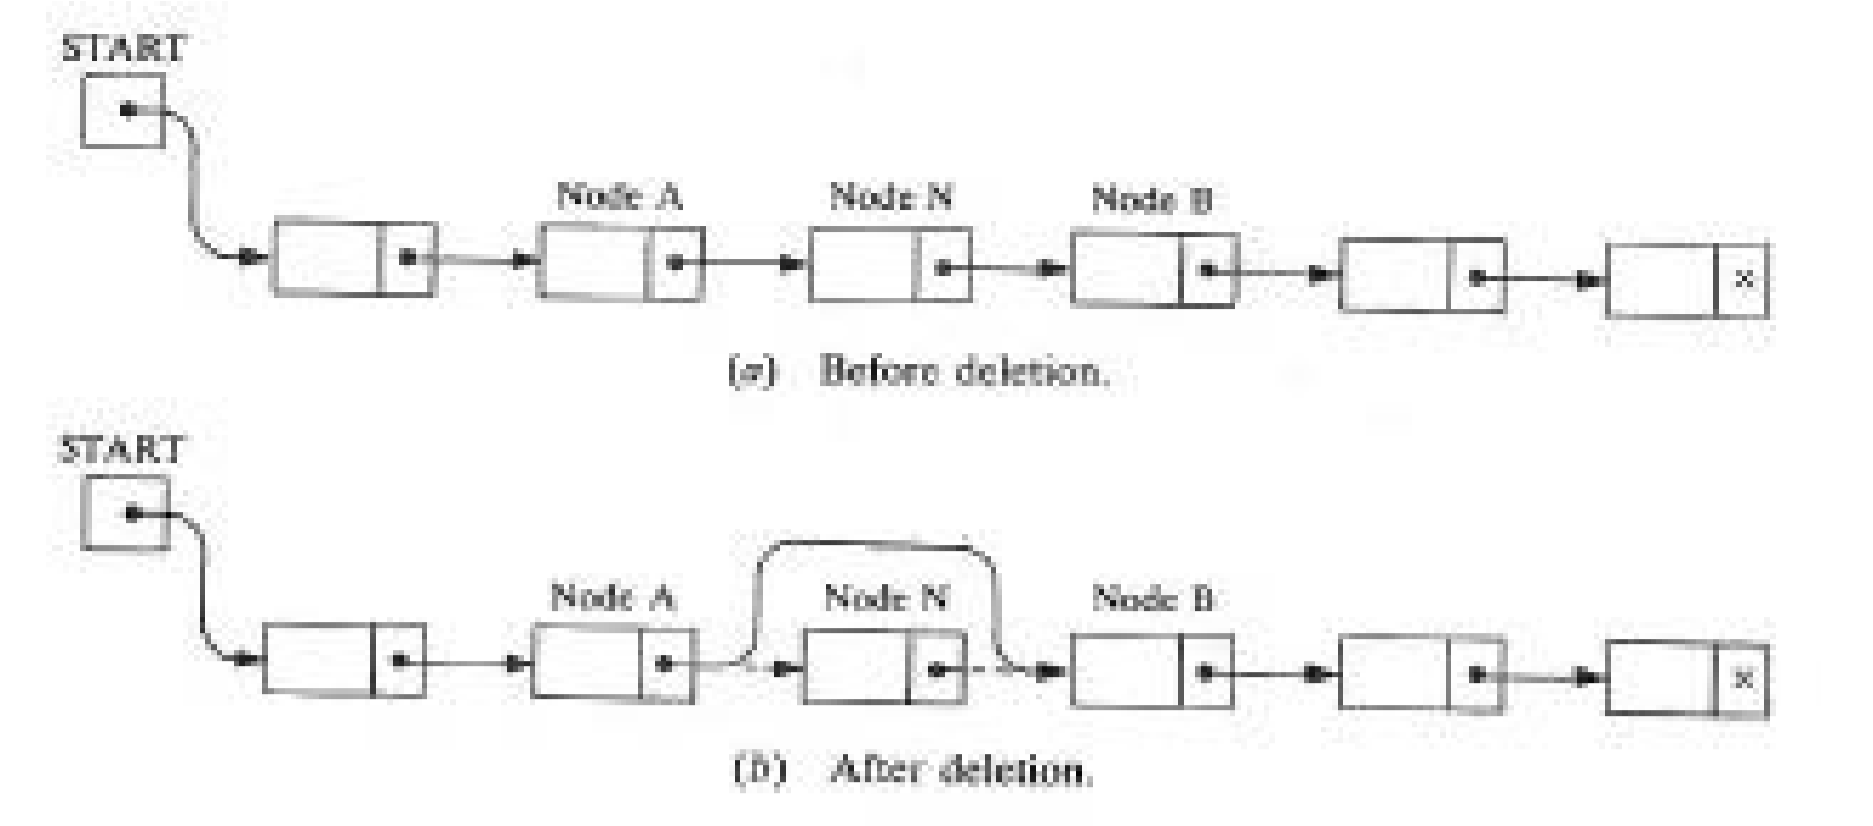 START
Node A Node N Node B
×
(a) Before deletion.
START
Node A Node N Node B
×
(b) After deletion.